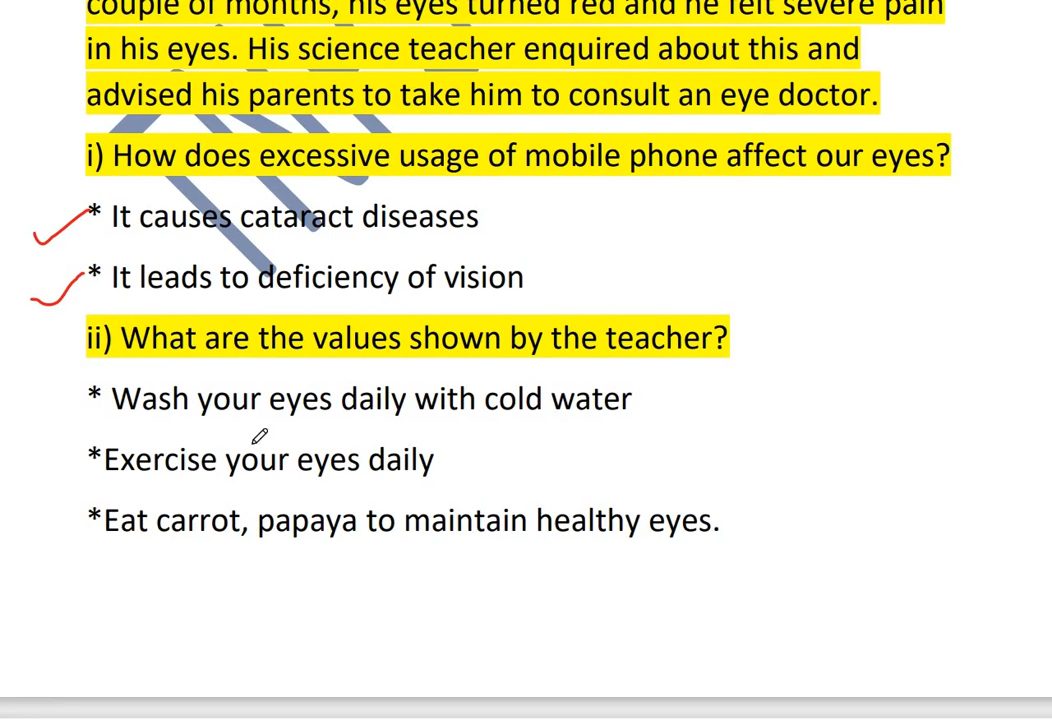 couple of months, his eyes turned red and he felt severe pain
in his eyes. His science teacher enquired about this and
advised his parents to take him to consult an eye doctor.
i) How does excessive usage of mobile phone affect our eyes?
* It causes cataract diseases
* It leads to deficiency of vision
ii) What are the values shown by the teacher?
* Wash your eyes daily with cold water
*Exercise your eyes daily
*Eat carrot, papaya to maintain healthy eyes.